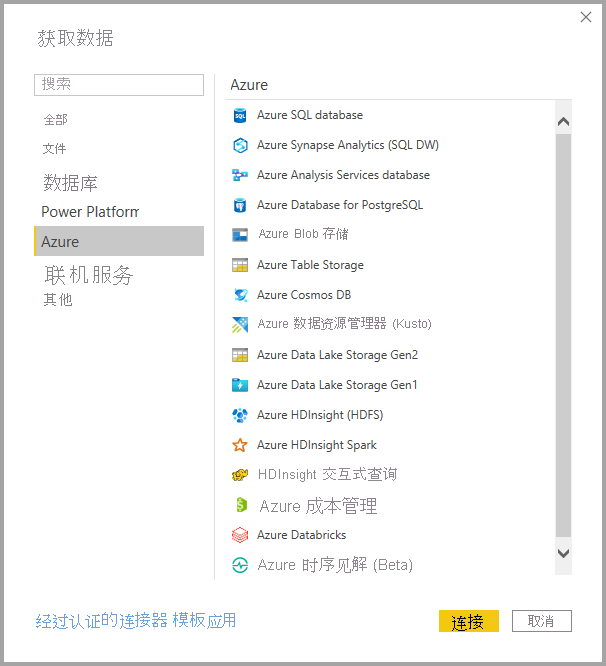 获取数据
搜索
全部
文件
数据库
Power Platform
Azure
联机服务
其他
Azure
Azure SQL database
Azure Synapse Analytics (SQL DW)
Azure Analysis Services database
Azure Database for PostgreSQL
Azure Blob 存储
Azure Table Storage
Azure Cosmos DB
Azure 数据资源管理器 (Kusto)
Azure Data Lake Storage Gen2
Azure Data Lake Storage Gen1
Azure HDInsight (HDFS)
Azure HDInsight Spark
HDInsight 交互式查询
Azure 成本管理
Azure Databricks
Azure 时序见解 (Beta)
经过认证的连接器 模板应用
连接
取消